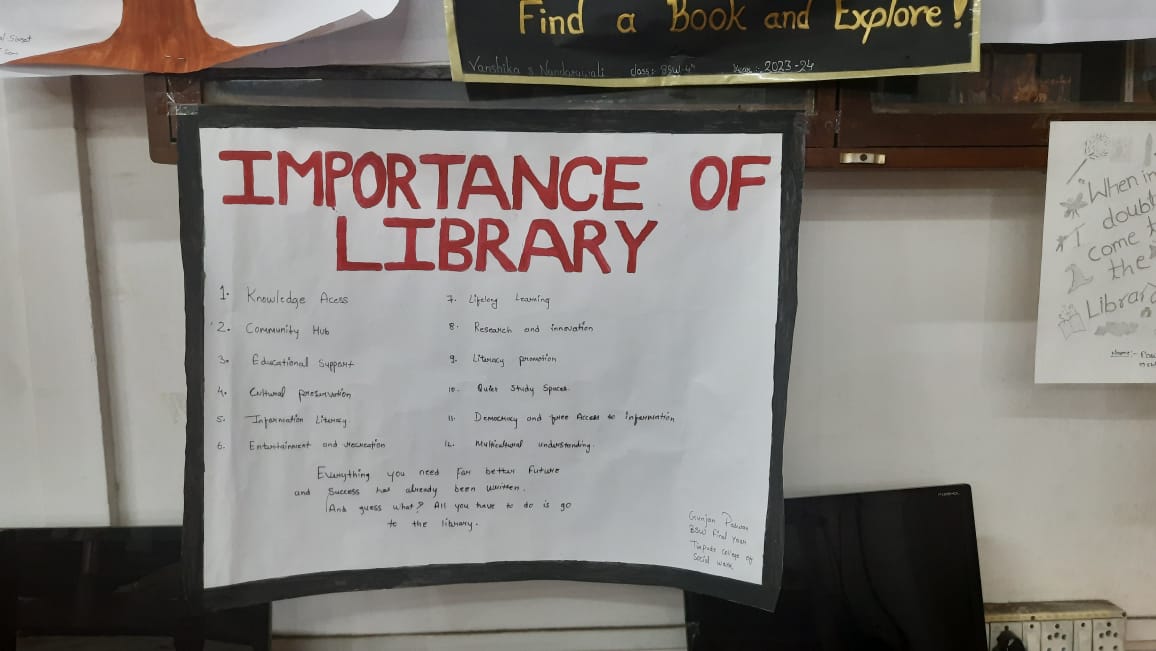 Find a Book and Explore!
Vanshika s. Nandanwali class:- BSW-4th Year :- 2023-24
IMPORTANCE OF
LIBRARY
1. Knowledge Acess
2. Community Hub
3. Educational Support
4. Cultural preservation
5. Information Literacy
6. Entertainment and recreation
7. Lifelong Learning
8. Research and innovation
9. Literacy promotion
10. Quiet Study Spaces.
11. Democracy and free Access to Information
12. Multicultural understanding.
Everything you need for better future
and success has already been written.
And guess what? All you have to do is go
to the library.
Gunjan
BSW Final Year
Tirpude College of
Social work
When in
doubt
come
the
Library
Name:-